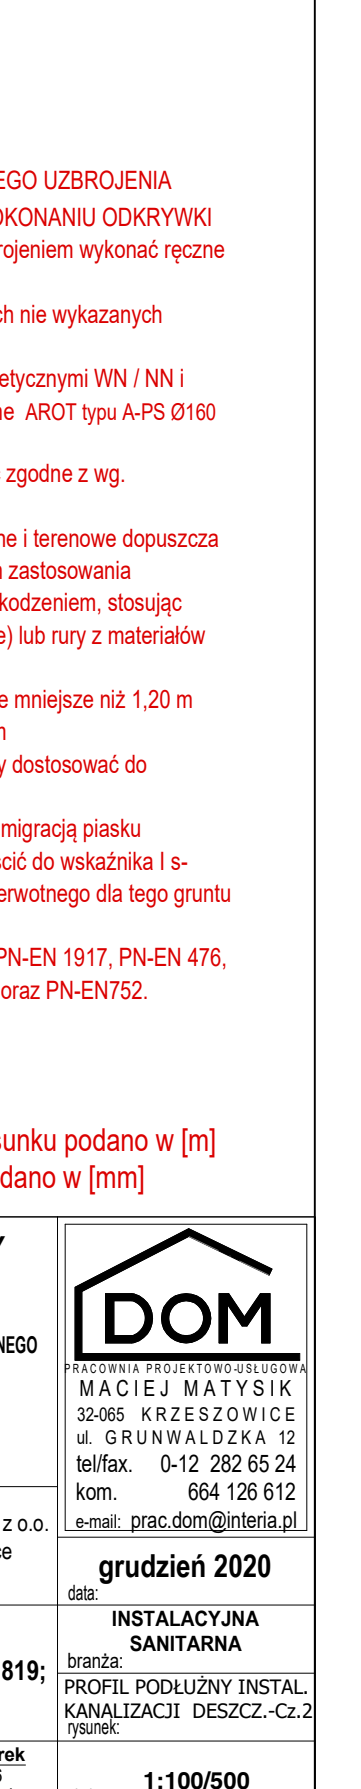 EGO UZBROJENIA
OKONANIU ODKRYWKI
rojeniem wykonać ręczne
ch nie wykazanych
etycznymi WN / NN i
ne AROT typu A-PS Ø160
zgodne z wg.
ne i terenowe dopuszcza
zastosowania
kodzeniem, stosując
e) lub rury z materiałów
e mniejsze niż 1,20 m
y dostosować do
migracją piasku
cić do wskaźnika I s-
erwotnego dla tego gruntu
PN-EN 1917, PN-EN 476,
oraz PN-EN752.
sunku podano w [m]
dano w [mm]
Y
NEGO
DOM
PRACOWNIA PROJEKTOWO-USŁUGOWA
MACIEJ MATYSIK
32-065 KRZESZOWICE
ul. GRUNWALDZKA 12
tel/fax. 0-12 282 65 24
kom. 664 126 612
e-mail: prac.dom@interia.pl
z o.o.
ce
grudzień 2020
data:
INSTALACYJNA
SANITARNA
branża:
819;
PROFIL PODŁUŻNY INSTAL.
KANALIZACJI DESZCZ.-Cz.2
rysunek:
rek
1:100/500